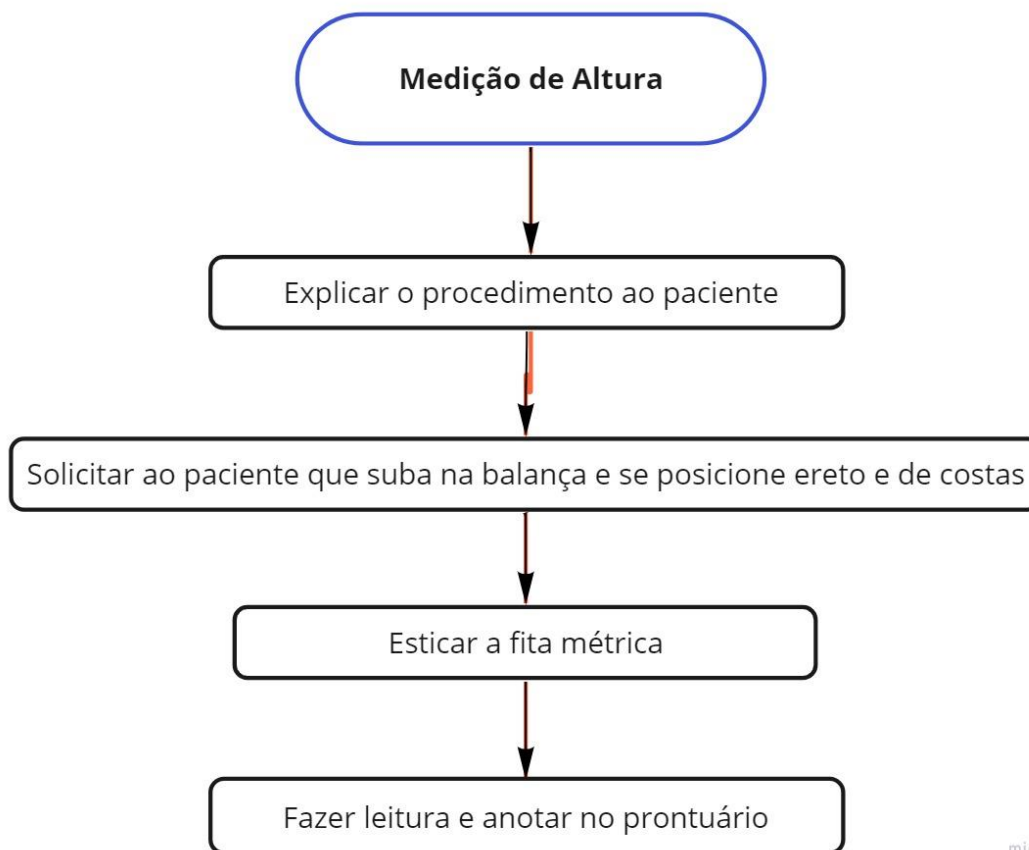 Medição de Altura
Explicar o procedimento ao paciente
Solicitar ao paciente que suba na balança e se posicione ereto e de costas
Esticar a fita métrica
Fazer leitura e anotar no prontuário